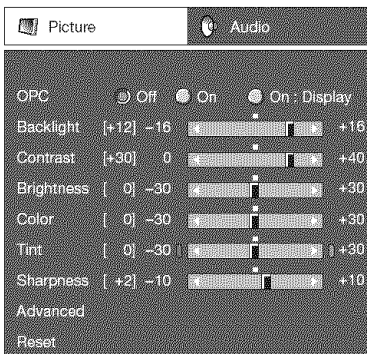 Picture Audio
OPC Off On On : Display
Backlight [+12] −16 +16
Contrast [+30] 0 +40
Brightness [ 0] −30 +30
Color [ 0] −30 +30
Tint [ 0] −30 +30
Sharpness [ +2] −10 +10
Advanced
Reset